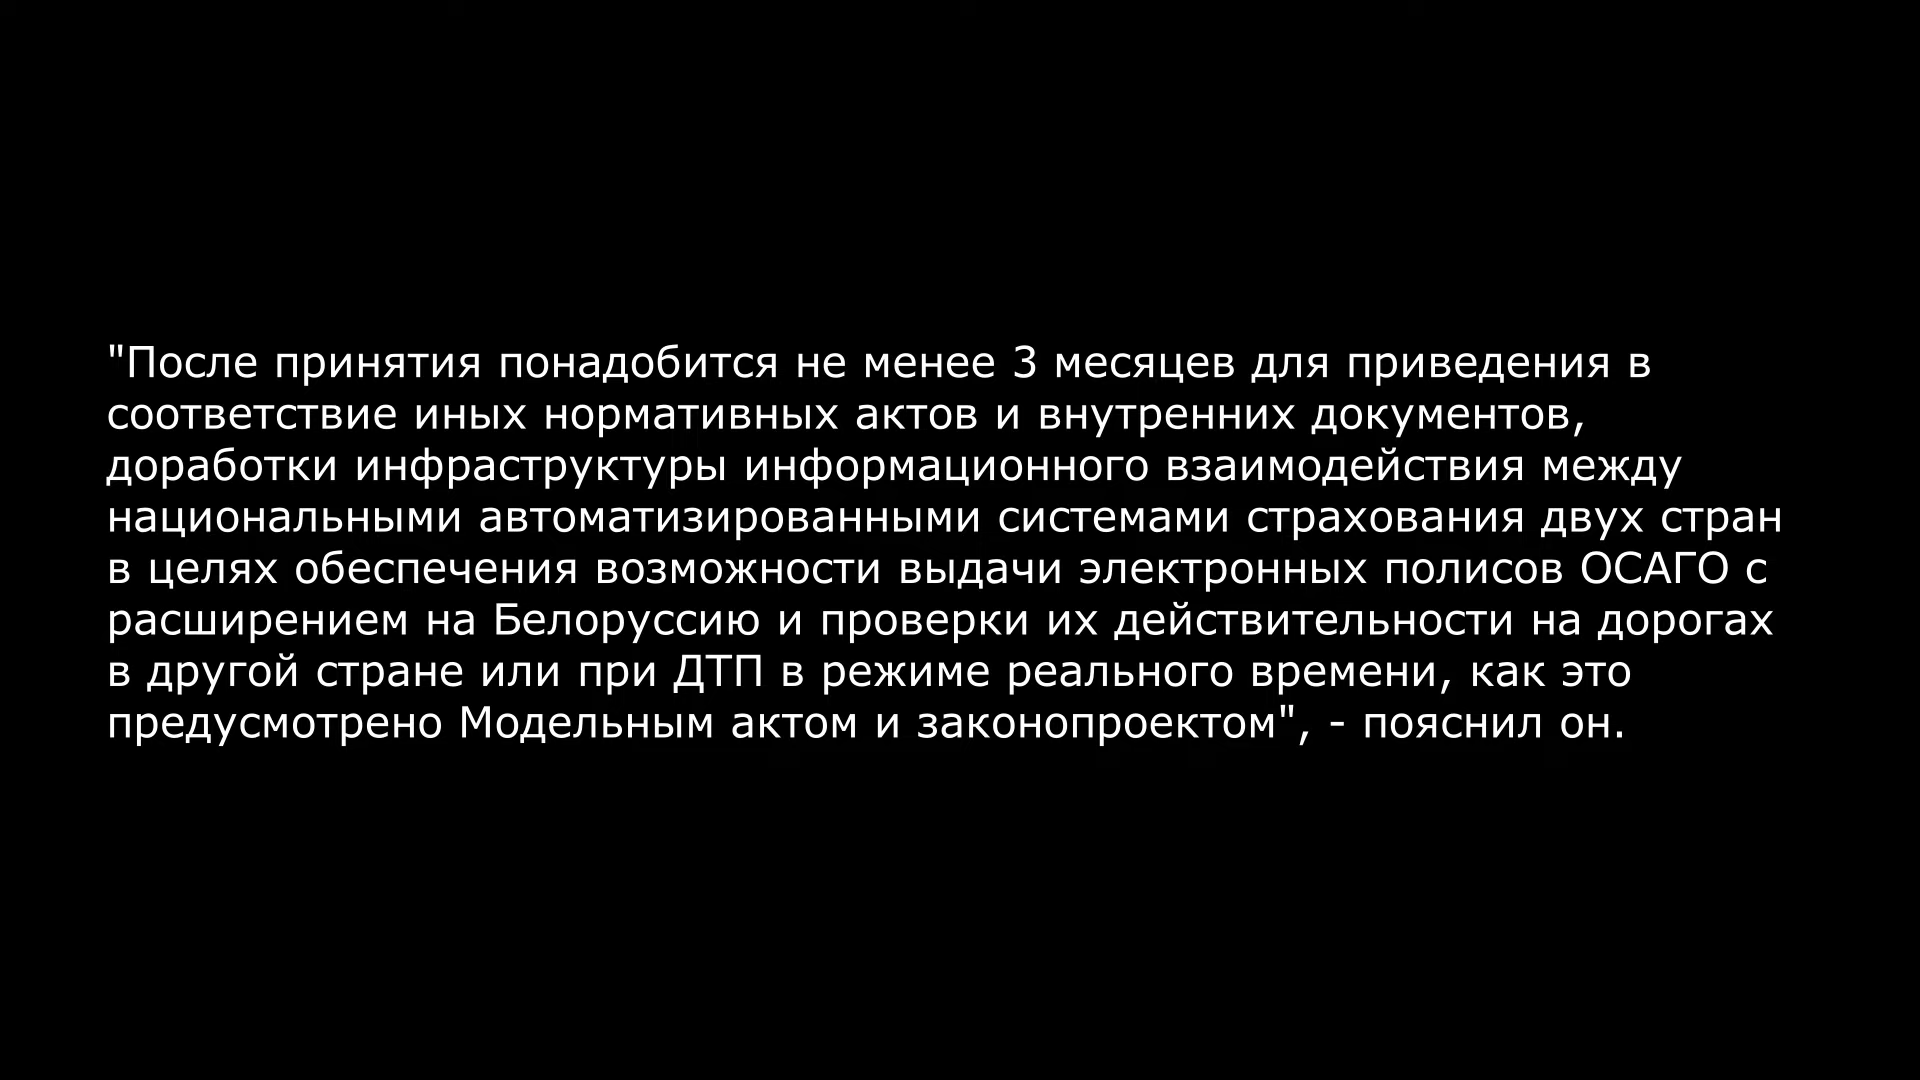 "После принятия понадобится не менее 3 месяцев для приведения в
соответствие иных нормативных актов и внутренних документов,
доработки инфраструктуры информационного взаимодействия между
национальными автоматизированными системами страхования двух стран
в целях обеспечения возможности выдачи электронных полисов ОСАГО с
расширением на Белоруссию и проверки их действительности на дорогах
в другой стране или при ДТП в режиме реального времени, как это
предусмотрено Модельным актом и законопроектом", - пояснил он.